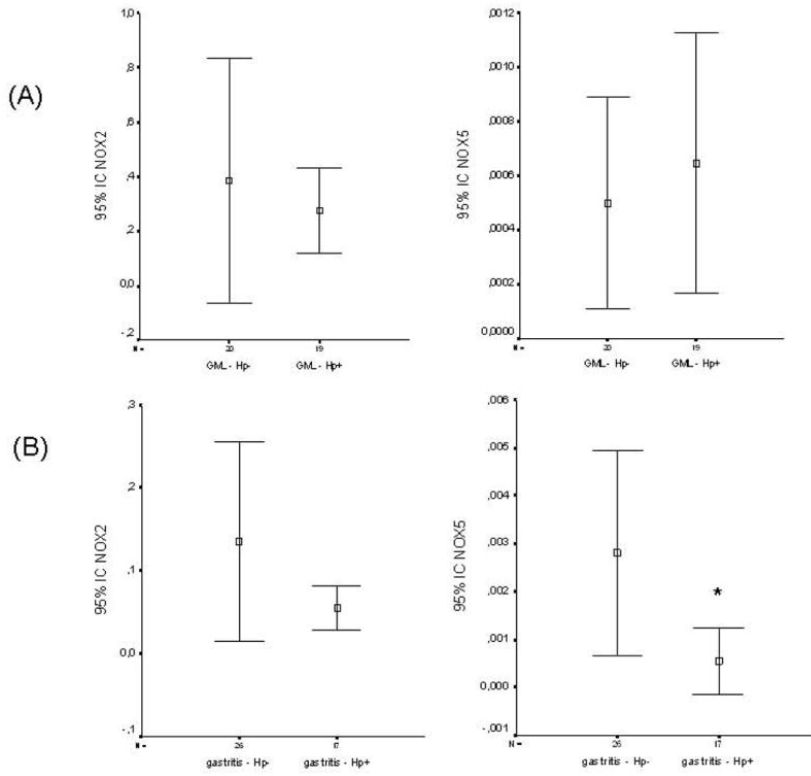 (A)
95% IC NOX2
1,0
,8
,6
,4
,2
0,0
-,2
N =
20
19
GML - Hp-
GML - Hp+
95% IC NOX5
,0012
,0010
,0008
,0006
,0004
,0002
0,0000
N =
20
19
GML - Hp-
GML - Hp+
(B)
95% IC NOX2
,3
,2
,1
0,0
-,1
N =
26
17
gastritis - Hp-
gastritis - Hp+
95% IC NOX5
,006
,005
,004
,003
,002
,001
0,000
-,001
*
N =
26
17
gastritis - Hp-
gastritis - Hp+